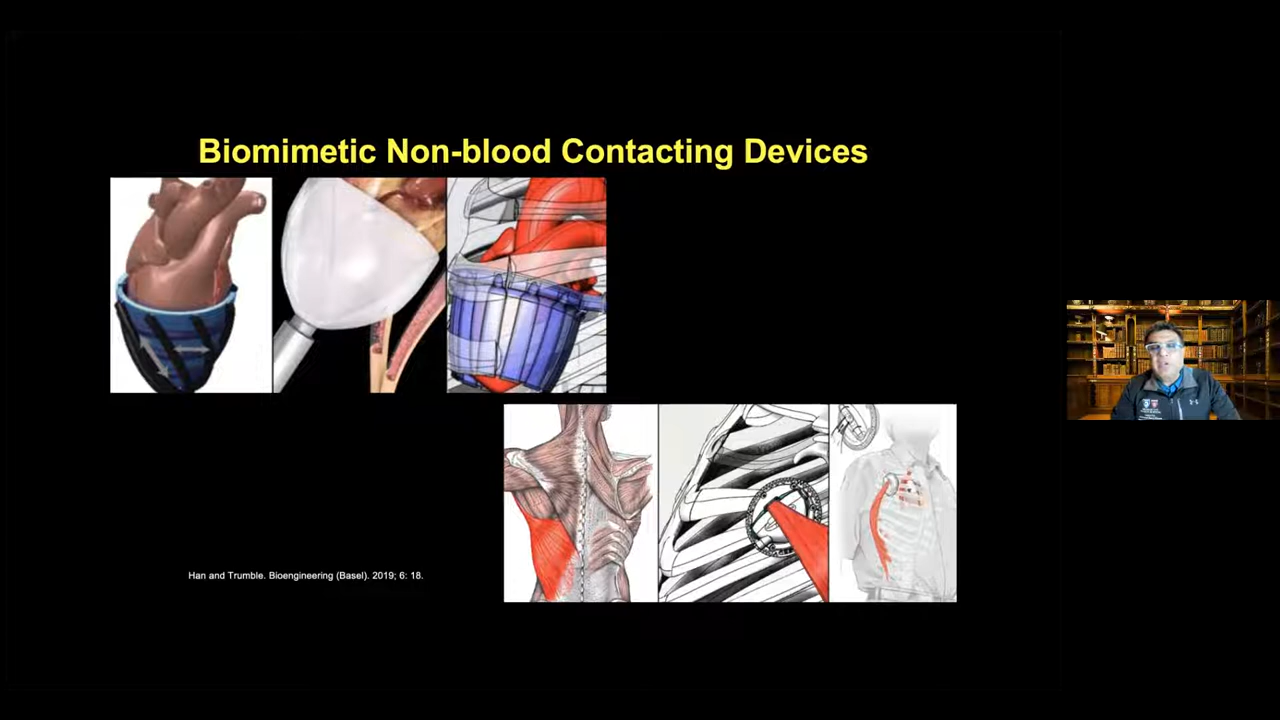 Biomimetic Non-blood Contacting Devices
Han and Trumble. Bioengineering (Basel). 2019; 6: 18.